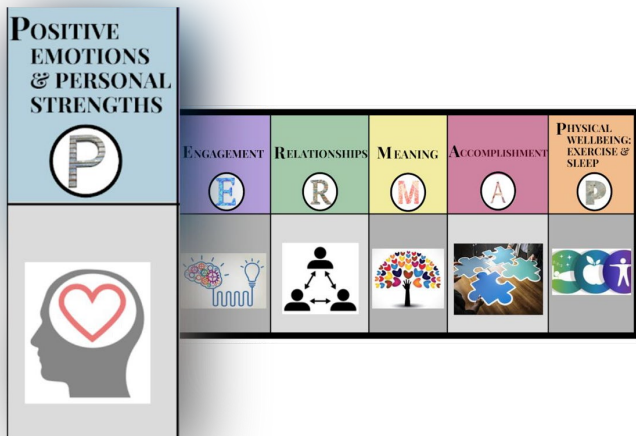 POSITIVE
EMOTIONS
& PERSONAL
STRENGTHS
P
ENGAGEMENT
E
RELATIONSHIPS
R
MEANING
M
ACCOMPLISHMENT
A
PHYSICAL
WELLBEING:
EXERCISE &
SLEEP
P